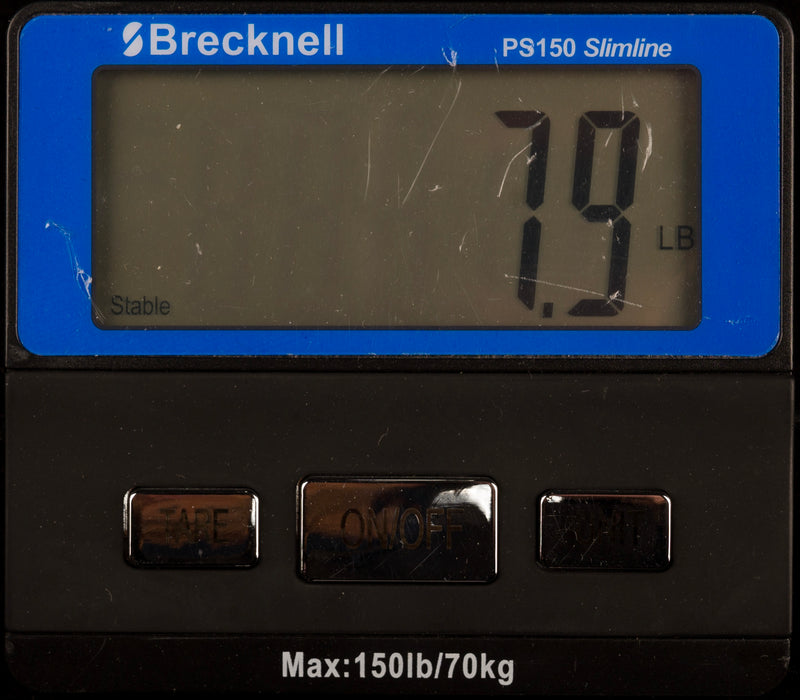 Brecknell
PS150 Slimline
7.9
LB
Stable
TARE
ON/OFF
UNIT
Max:150lb/70kg